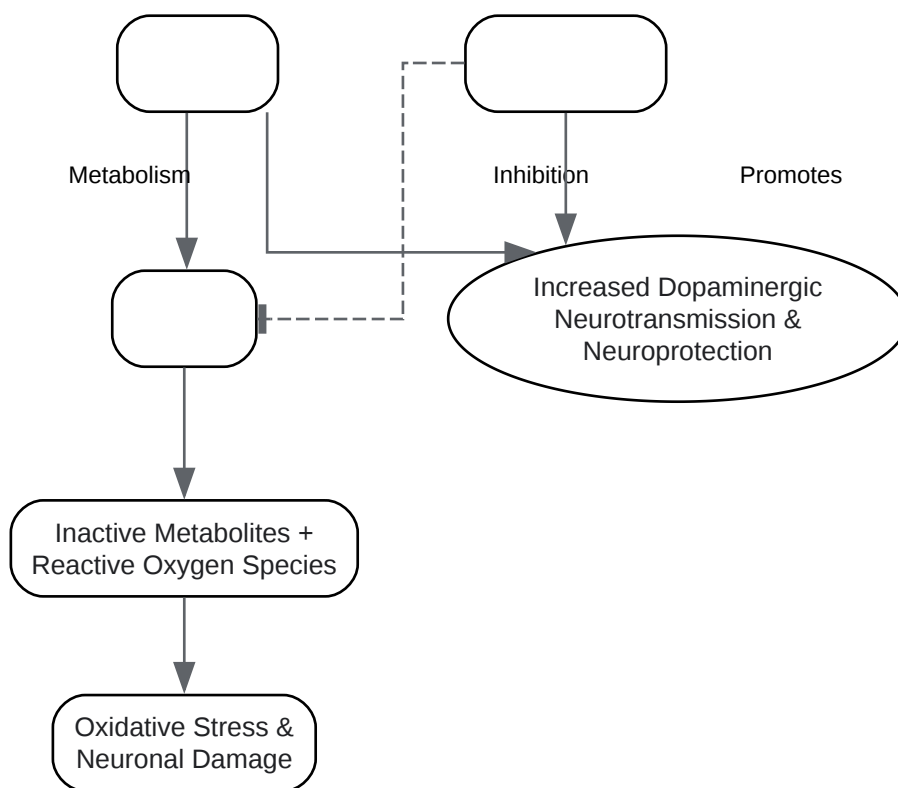 Metabolism
Inhibition
Promotes
Increased Dopaminergic
Neurotransmission &
Neuroprotection
Inactive Metabolites +
Reactive Oxygen Species
Oxidative Stress &
Neuronal Damage